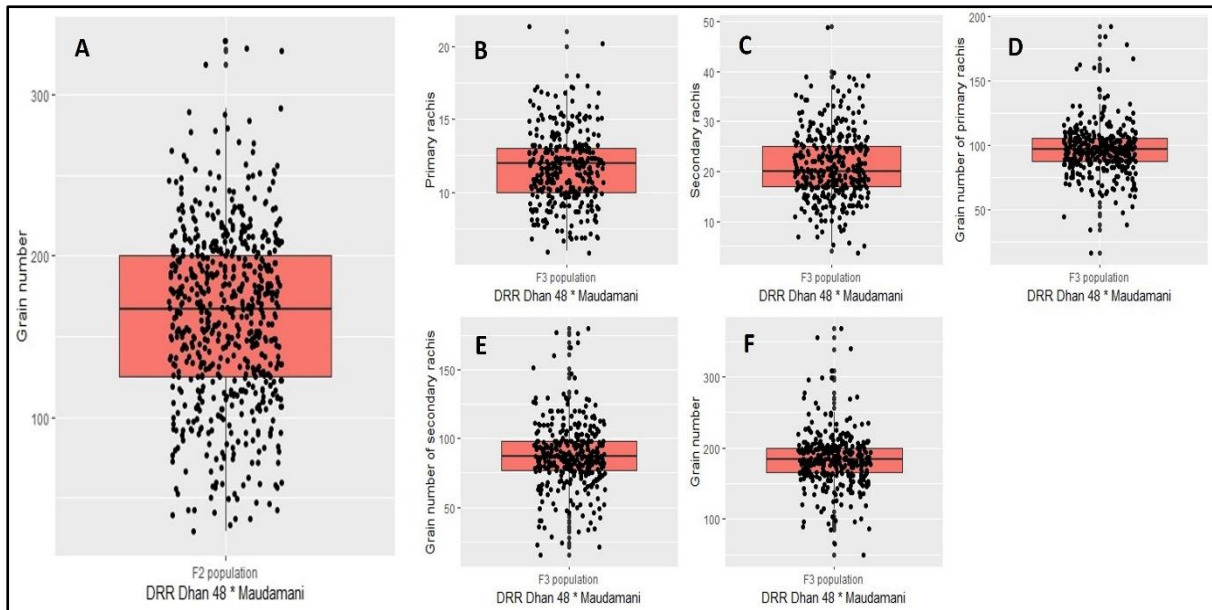 A
Grain number
300
200
100
F2 population
DRR Dhan 48 * Maudamani
B
Primary rachis
20
15
10
F3 population
DRR Dhan 48 * Maudamani
C
Secondary rachis
50
40
30
20
10
F3 population
DRR Dhan 48 * Maudamani
D
Grain number of primary rachis
200
150
100
50
F3 population
DRR Dhan 48 * Maudamani
E
Grain number of secondary rachis
150
100
50
F3 population
DRR Dhan 48 * Maudamani
F
Grain number
300
200
100
F3 population
DRR Dhan 48 * Maudamani